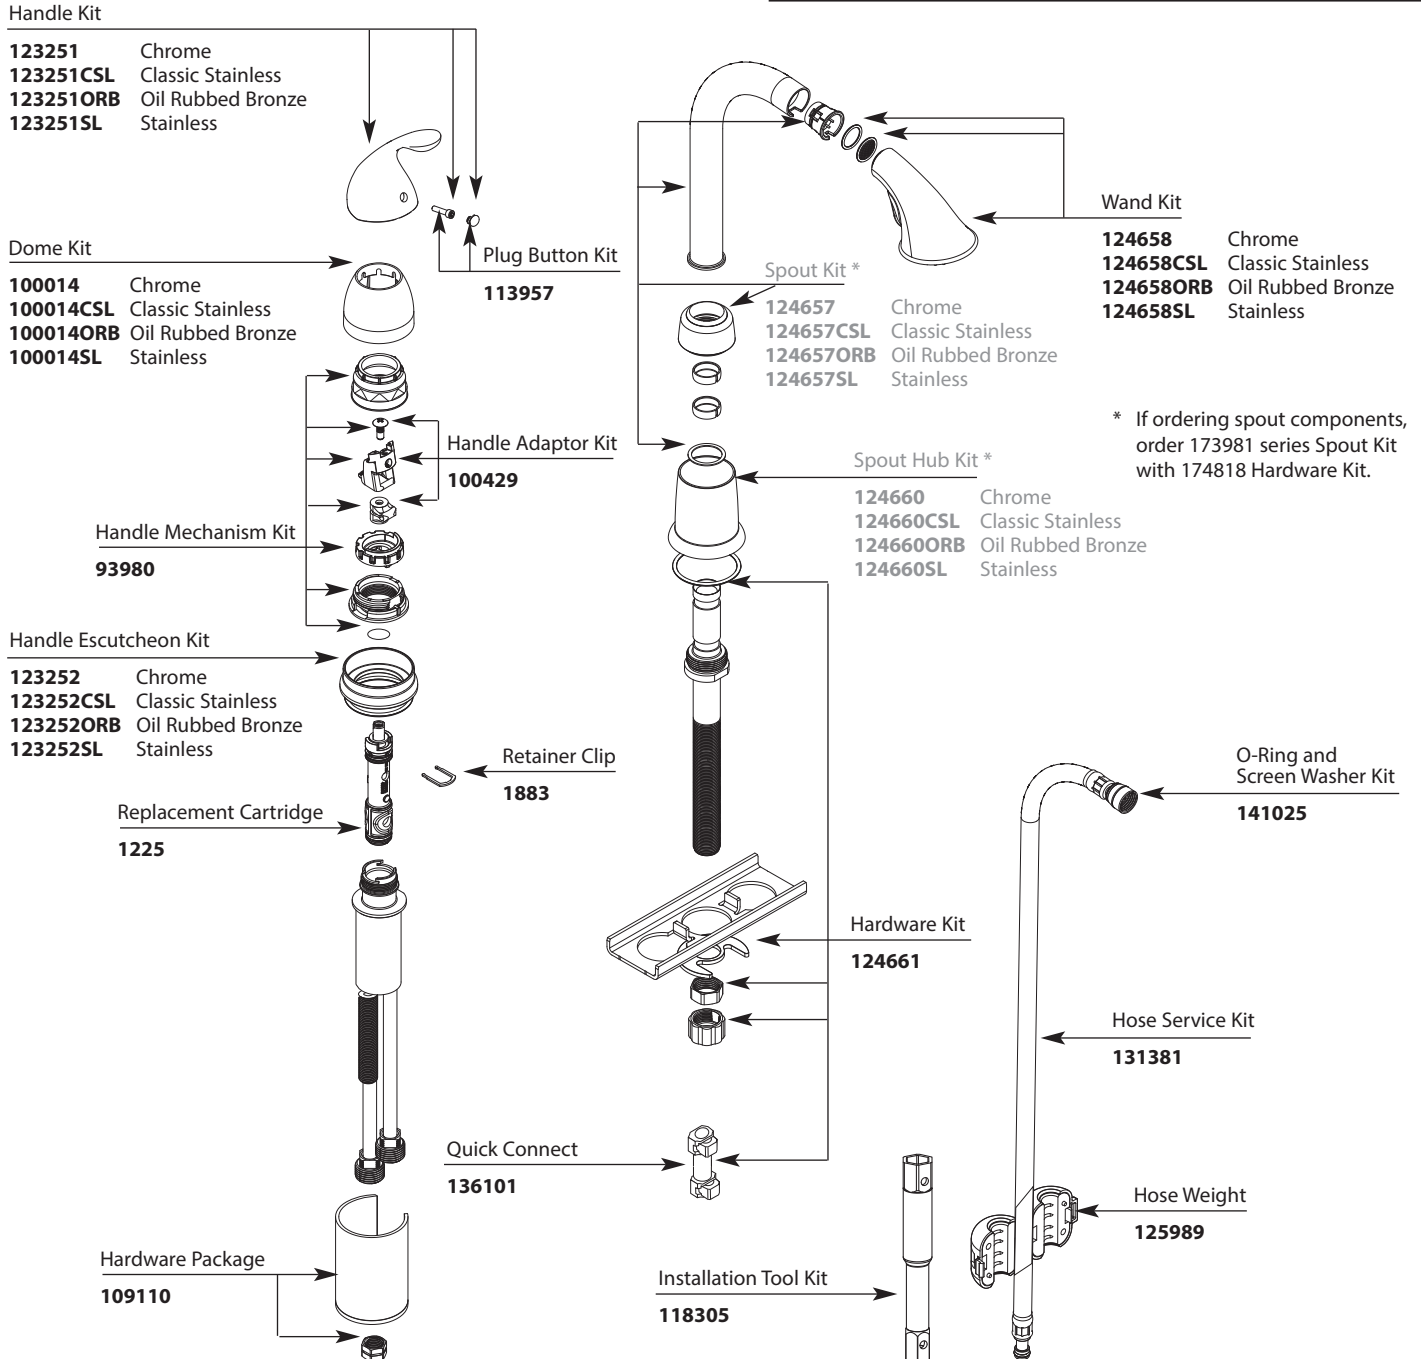 Handle Kit
123251 Chrome
123251CSL Classic Stainless
123251ORB Oil Rubbed Bronze
123251SL Stainless
Dome Kit
100014 Chrome
100014CSL Classic Stainless
100014ORB Oil Rubbed Bronze
100014SL Stainless
Plug Button Kit
113957
Handle Adaptor Kit
100429
Handle Mechanism Kit
93980
Handle Escutcheon Kit
123252 Chrome
123252CSL Classic Stainless
123252ORB Oil Rubbed Bronze
123252SL Stainless
Retainer Clip
1883
Replacement Cartridge
1225
Hardware Package
109110
Wand Kit
124658 Chrome
124658CSL Classic Stainless
124658ORB Oil Rubbed Bronze
124658SL Stainless
Spout Kit *
124657 Chrome
124657CSL Classic Stainless
124657ORB Oil Rubbed Bronze
124657SL Stainless
* If ordering spout components,
order 173981 series Spout Kit
with 174818 Hardware Kit.
Spout Hub Kit *
124660 Chrome
124660CSL Classic Stainless
124660ORB Oil Rubbed Bronze
124660SL Stainless
Hardware Kit
124661
Quick Connect
136101
Installation Tool Kit
118305
O-Ring and
Screen Washer Kit
141025
Hose Service Kit
131381
Hose Weight
125989